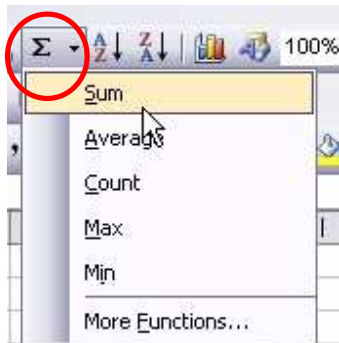 Σ A Z Z A 100%
Sum
Average
Count
Max
Min
More Functions...